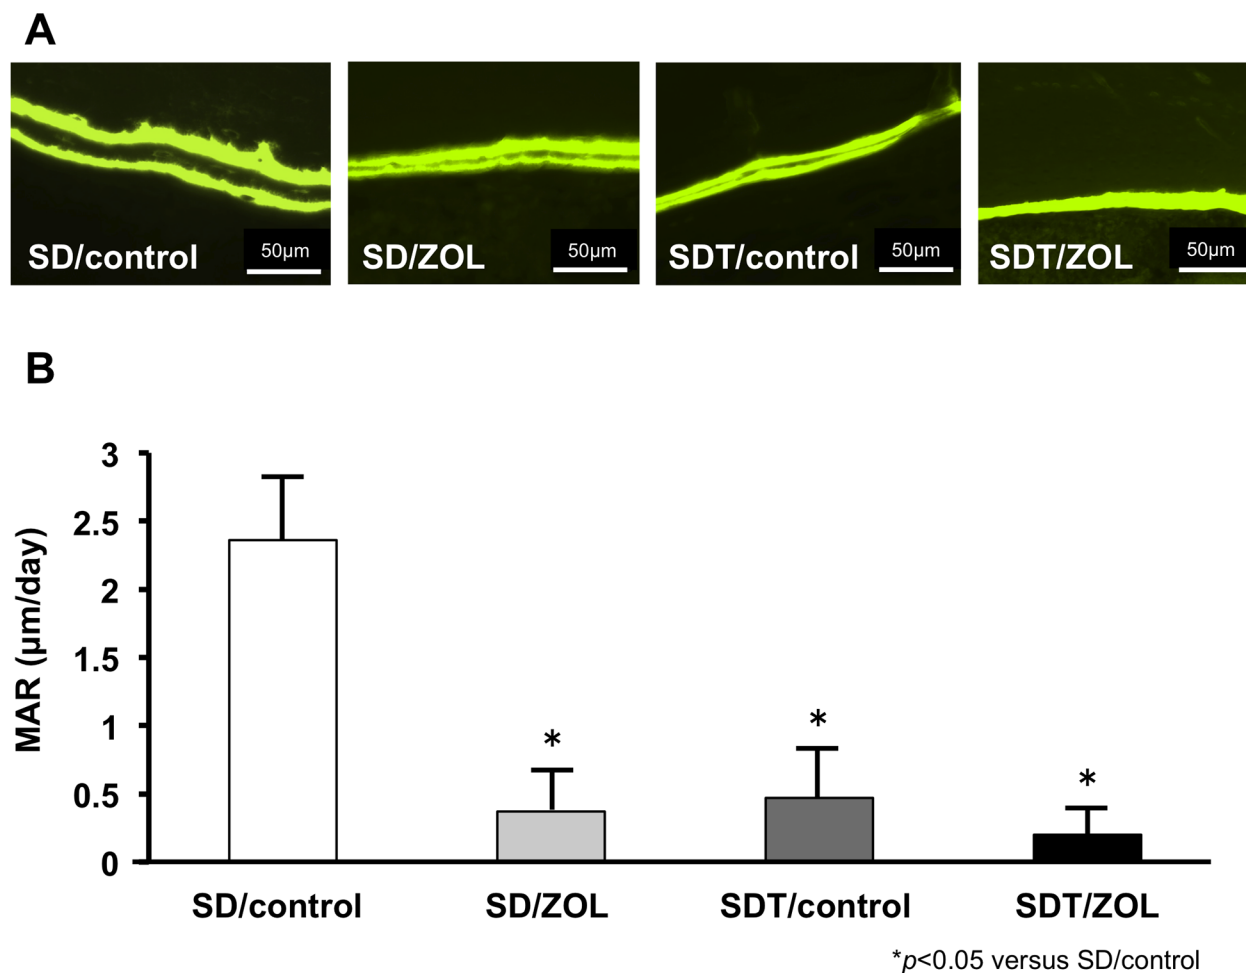 A
SD/control
50µm
SD/ZOL
50µm
SDT/control
50µm
SDT/ZOL
50µm
B
MAR (µm/day)
3
2.5
2
1.5
1
0.5
0
*
*
*
SD/control
SD/ZOL
SDT/control
SDT/ZOL
*p<0.05 versus SD/control